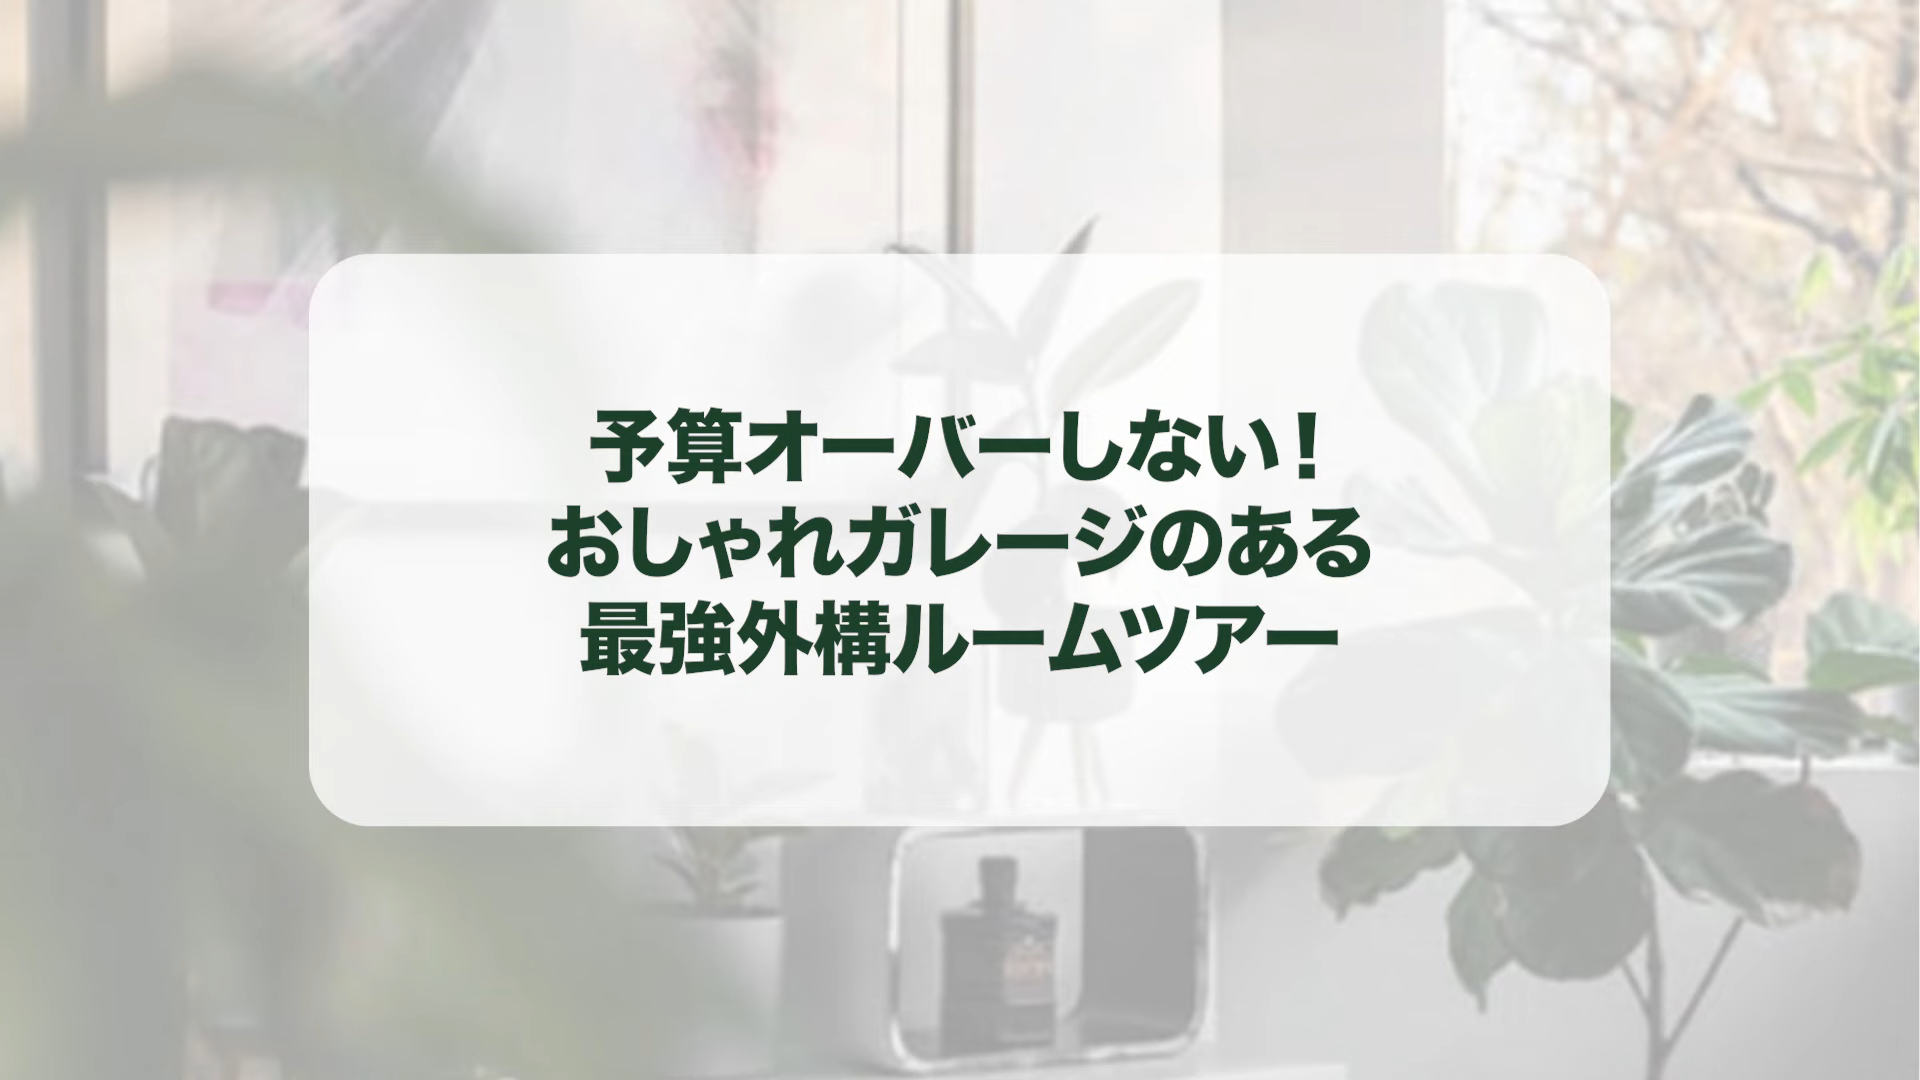 予算オーバーしない！
おしゃれガレージのある
最強外構ルームツアー